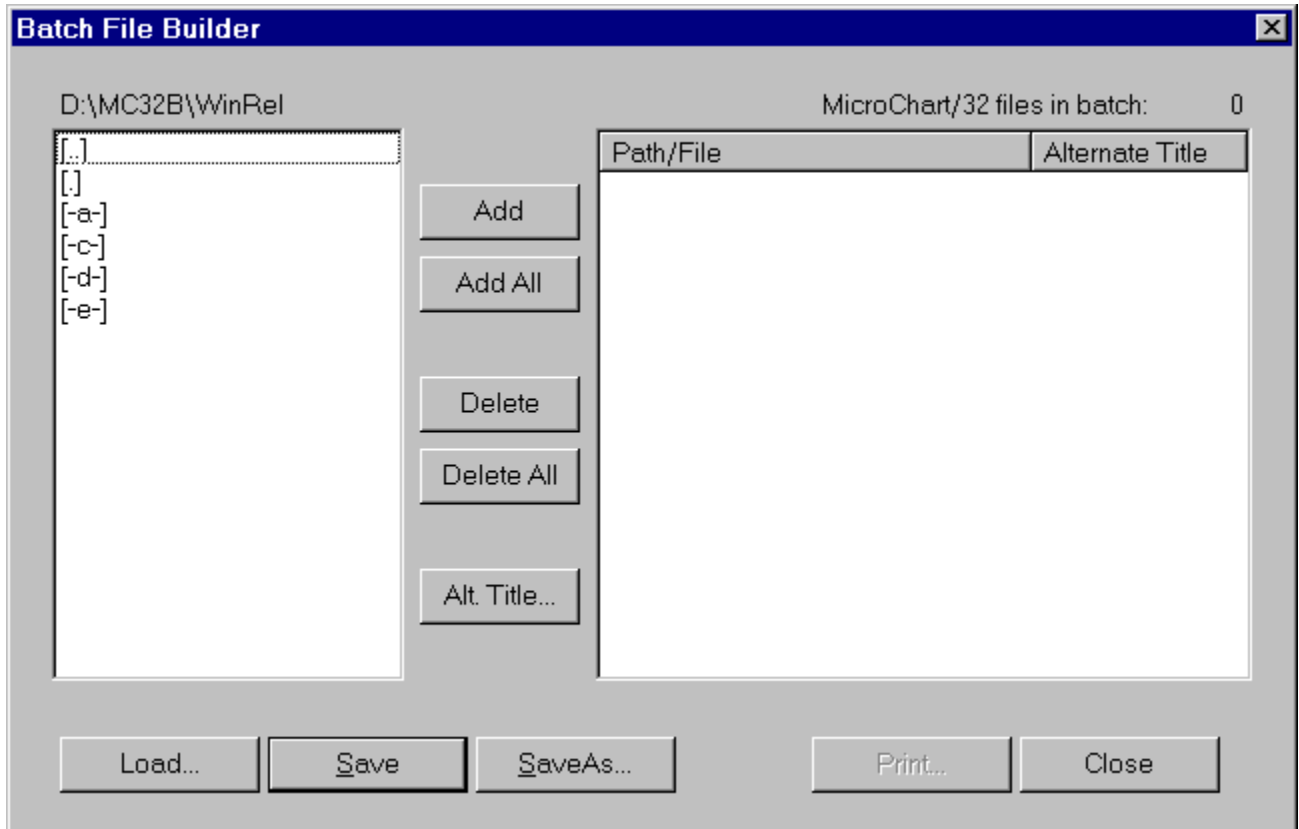 Batch File Builder
D:\MC32B\WinRel
MicroChart/32 files in batch: 0
[..]
[.]
[-a-]
[-c-]
[-d-]
[-e-]
Add
Add All
Delete
Delete All
Alt. Title...
Path/File Alternate Title
Load... Save SaveAs... Print... Close